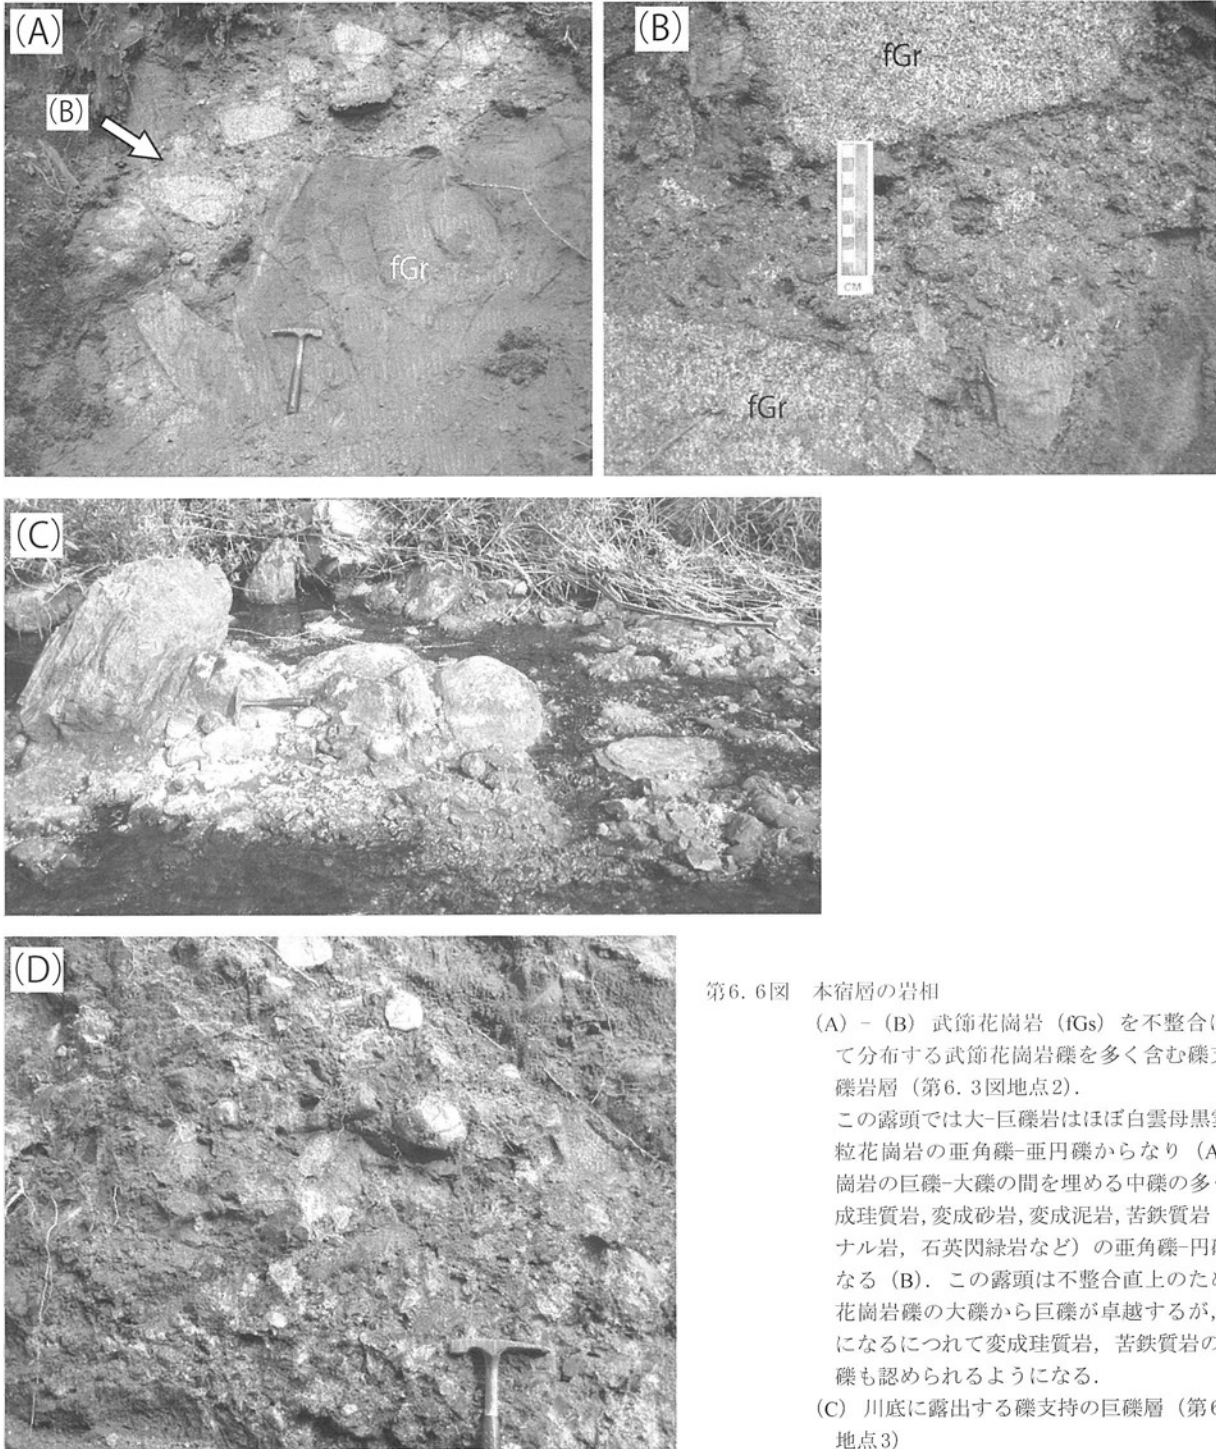 (A)
(B)
fGr
(B)
fGr
CM
fGr
(C)
(D)
第6.6図 本宿層の岩相
(A)-(B) 武節花崗岩 (fGs) を不整合に
て分布する武節花崗岩礫を多く含む礫支
礫岩層 (第6.3図地点2).
この露頭では大-巨礫岩はほぼ白雲母黒雲
粒花崗岩の亜角礫-亜円礫からなり (A
崗岩の巨礫-大礫の間を埋める中礫の多
成珪質岩, 変成砂岩, 変成泥岩, 苦鉄質岩
ナル岩, 石英閃緑岩など) の亜角礫-円礫
なる (B). この露頭は不整合直上のため
花崗岩礫の大礫から巨礫が卓越するが,
になるにつれて変成珪質岩, 苦鉄質岩の
礫も認められるようになる.
(C) 川底に露出する礫支持の巨礫層 (第6
地点3)